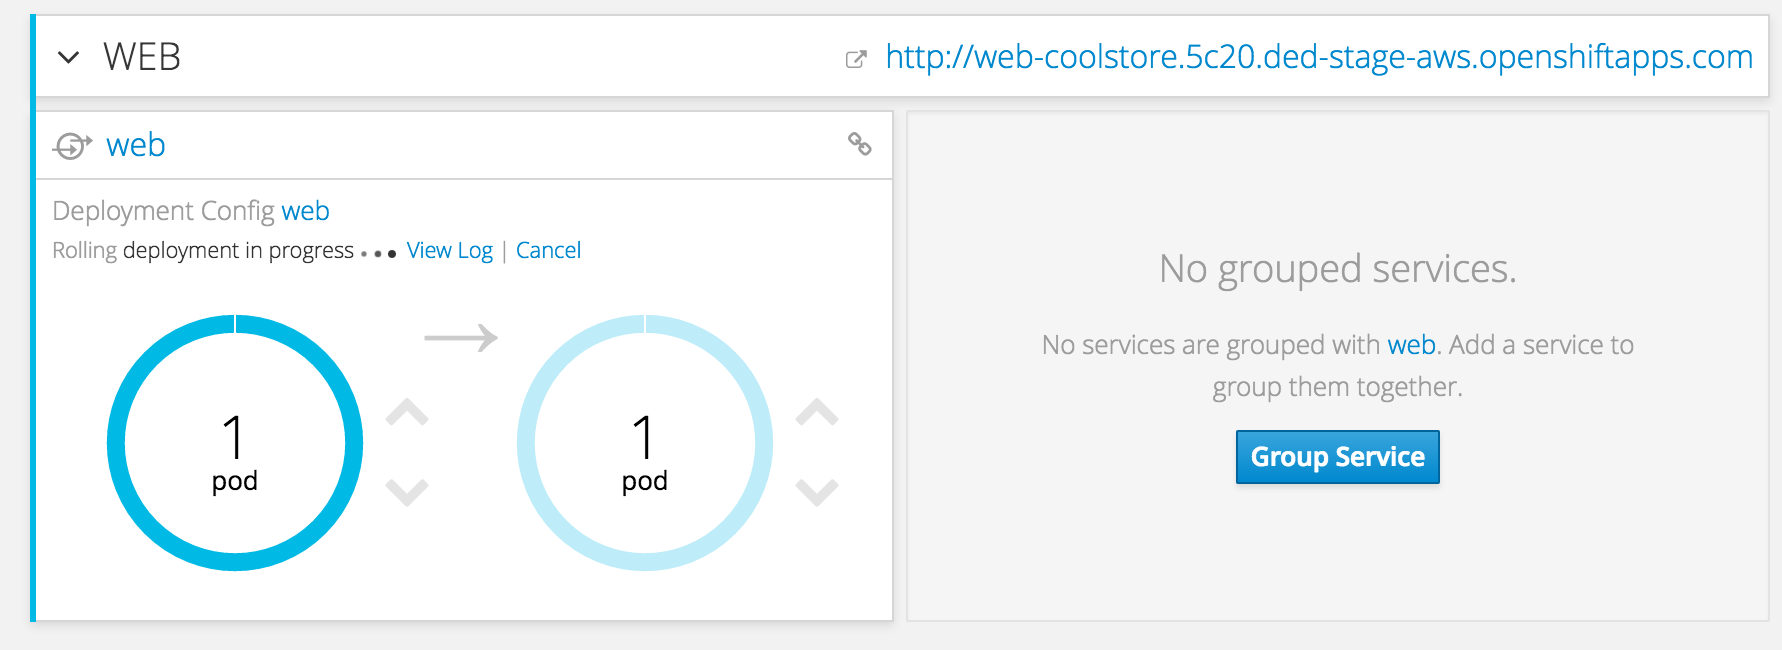 WEB
http://web-coolstore.5c20.ded-stage-aws.openshiftapps.com
web
Deployment Config web
Rolling deployment in progress ... View Log | Cancel
1
pod
1
pod
No grouped services.
No services are grouped with web. Add a service to
group them together.
Group Service